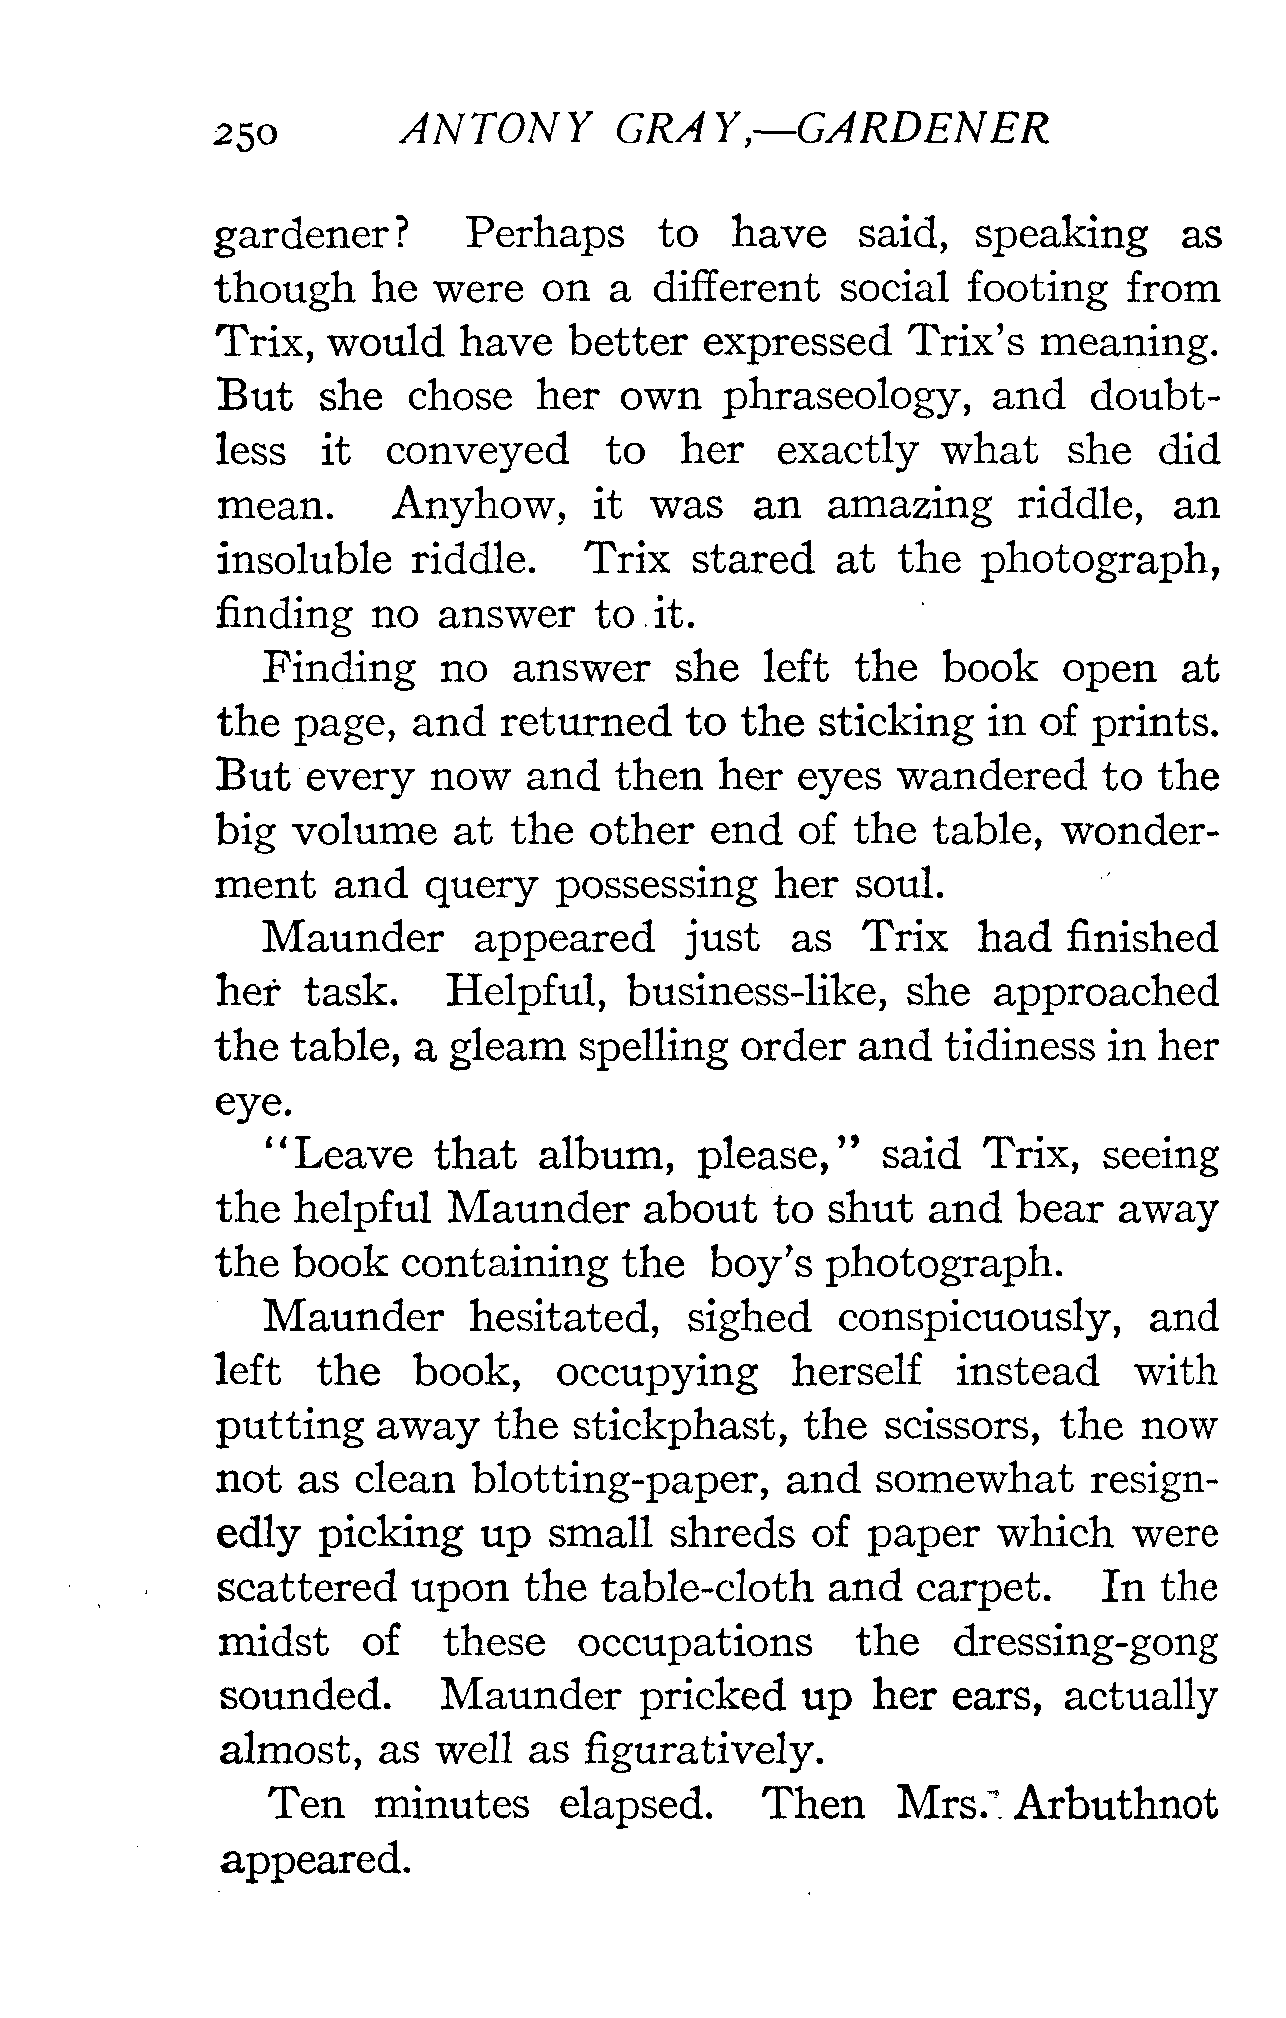 250 ANTONY GRAY,—GARDENER
gardener? Perhaps to have said, speaking as
though he were on a different social footing from
Trix, would have better expressed Trix's meaning.
But she chose her own phraseology, and doubt-
less it conveyed to her exactly what she did
mean. Anyhow, it was an amazing riddle, an
insoluble riddle. Trix stared at the photograph,
finding no answer to it.
Finding no answer she left the book open at
the page, and returned to the sticking in of prints.
But every now and then her eyes wandered to the
big volume at the other end of the table, wonder-
ment and query possessing her soul.
Maunder appeared just as Trix had finished
her task. Helpful, business-like, she approached
the table, a gleam spelling order and tidiness in her
eye.
"Leave that album, please," said Trix, seeing
the helpful Maunder about to shut and bear away
the book containing the boy's photograph.
Maunder hesitated, sighed conspicuously, and
left the book, occupying herself instead with
putting away the stickphast, the scissors, the now
not as clean blotting-paper, and somewhat resign-
edly picking up small shreds of paper which were
scattered upon the table-cloth and carpet. In the
midst of these occupations the dressing-gong
sounded. Maunder pricked up her ears, actually
almost, as well as figuratively.
Ten minutes elapsed. Then Mrs. Arbuthnot
appeared.